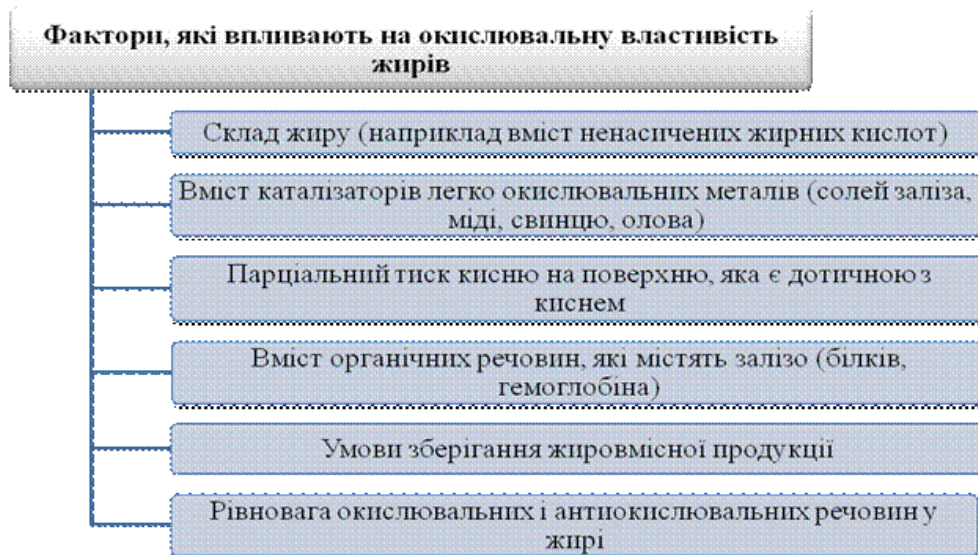 Фактори, які впливають на окислювальну властивість
жирів
Склад жиру (наприклад вміст ненасичених жирних кислот)
Вміст каталізаторів легко окислювальних металів (солей заліза,
міді, свинцю, олова)
Парціальний тиск кисню на поверхню, яка є дотичною з
киснем
Вміст органічних речовин, які містять залізо (білків,
гемоглобіна)
Умови зберігання жировмісної продукції
Рівновага окислювальних і антиокислювальних речовин у
жирі